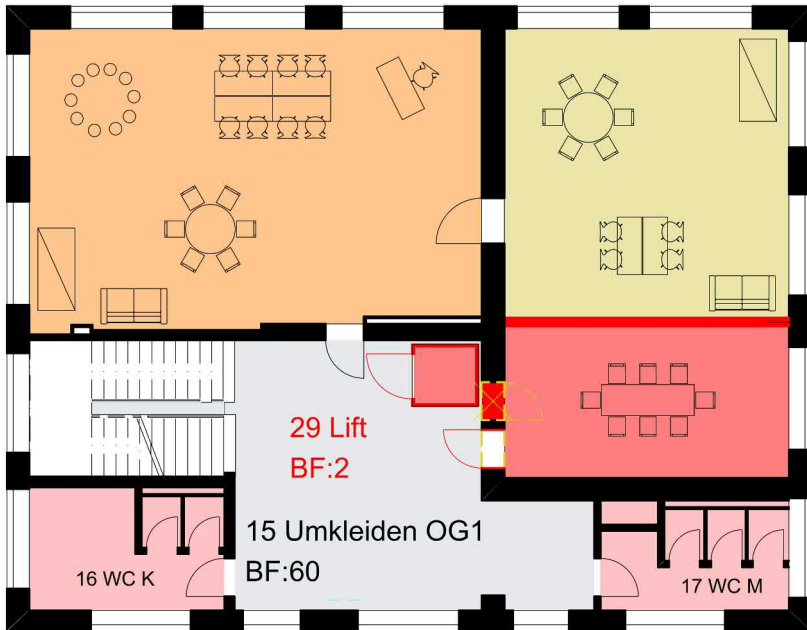 29 Lift
BF:2
15 Umkleiden OG1
BF:60
16 WC K
17 WC M